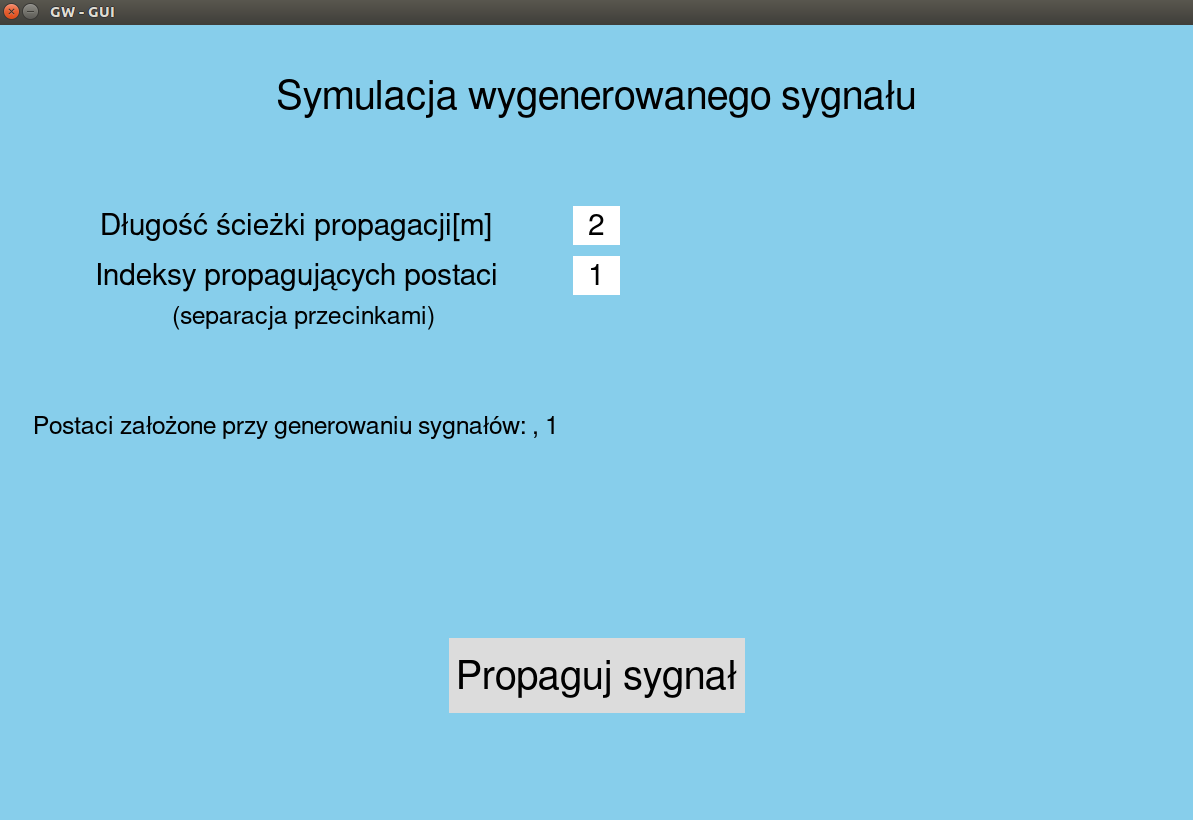 GW - GUI
Symulacja wygenerowanego sygnału
Długość ścieżki propagacji[m] 2
Indeksy propagujących postaci 1
(separacja przecinkami)
Postaci założone przy generowaniu sygnałów: , 1
Propaguj sygnał